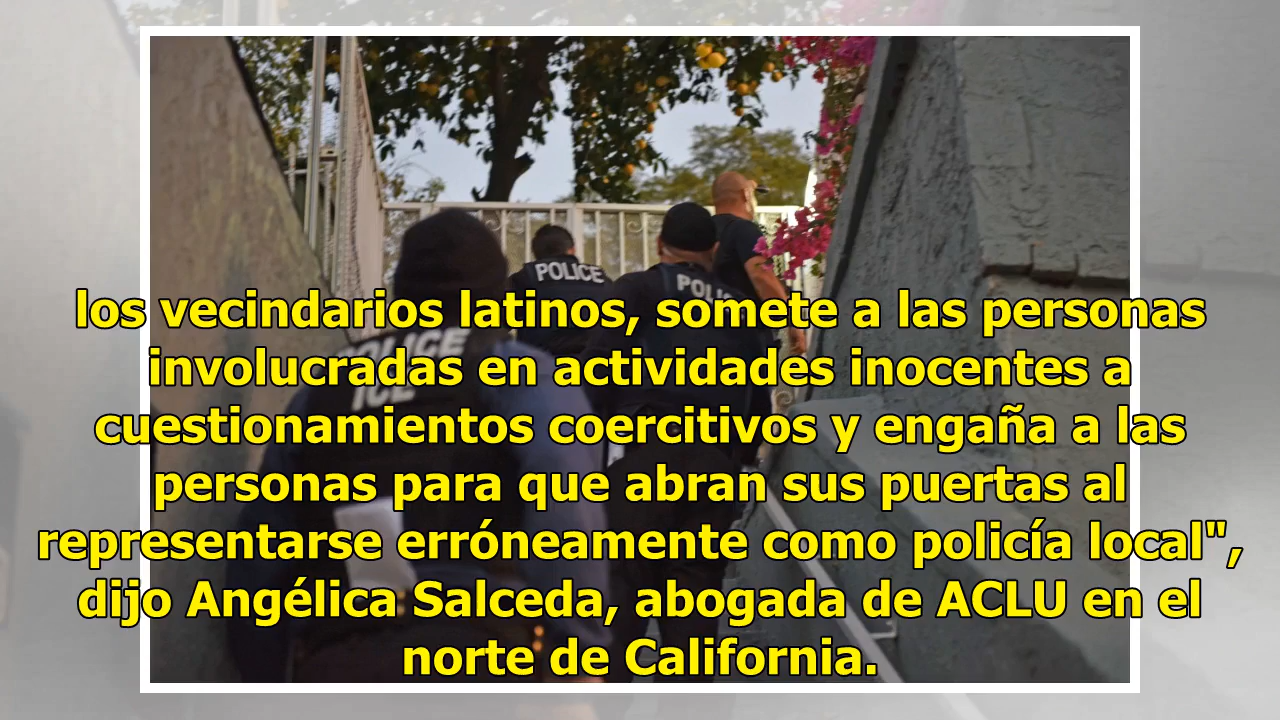 POLICE
POLICE
POLICE
ICE
los vecindarios latinos, somete a las personas
involucradas en actividades inocentes a
cuestionamientos coercitivos y engaña a las
personas para que abran sus puertas al
representarse erróneamente como policía local",
dijo Angélica Salceda, abogada de ACLU en el
norte de California.